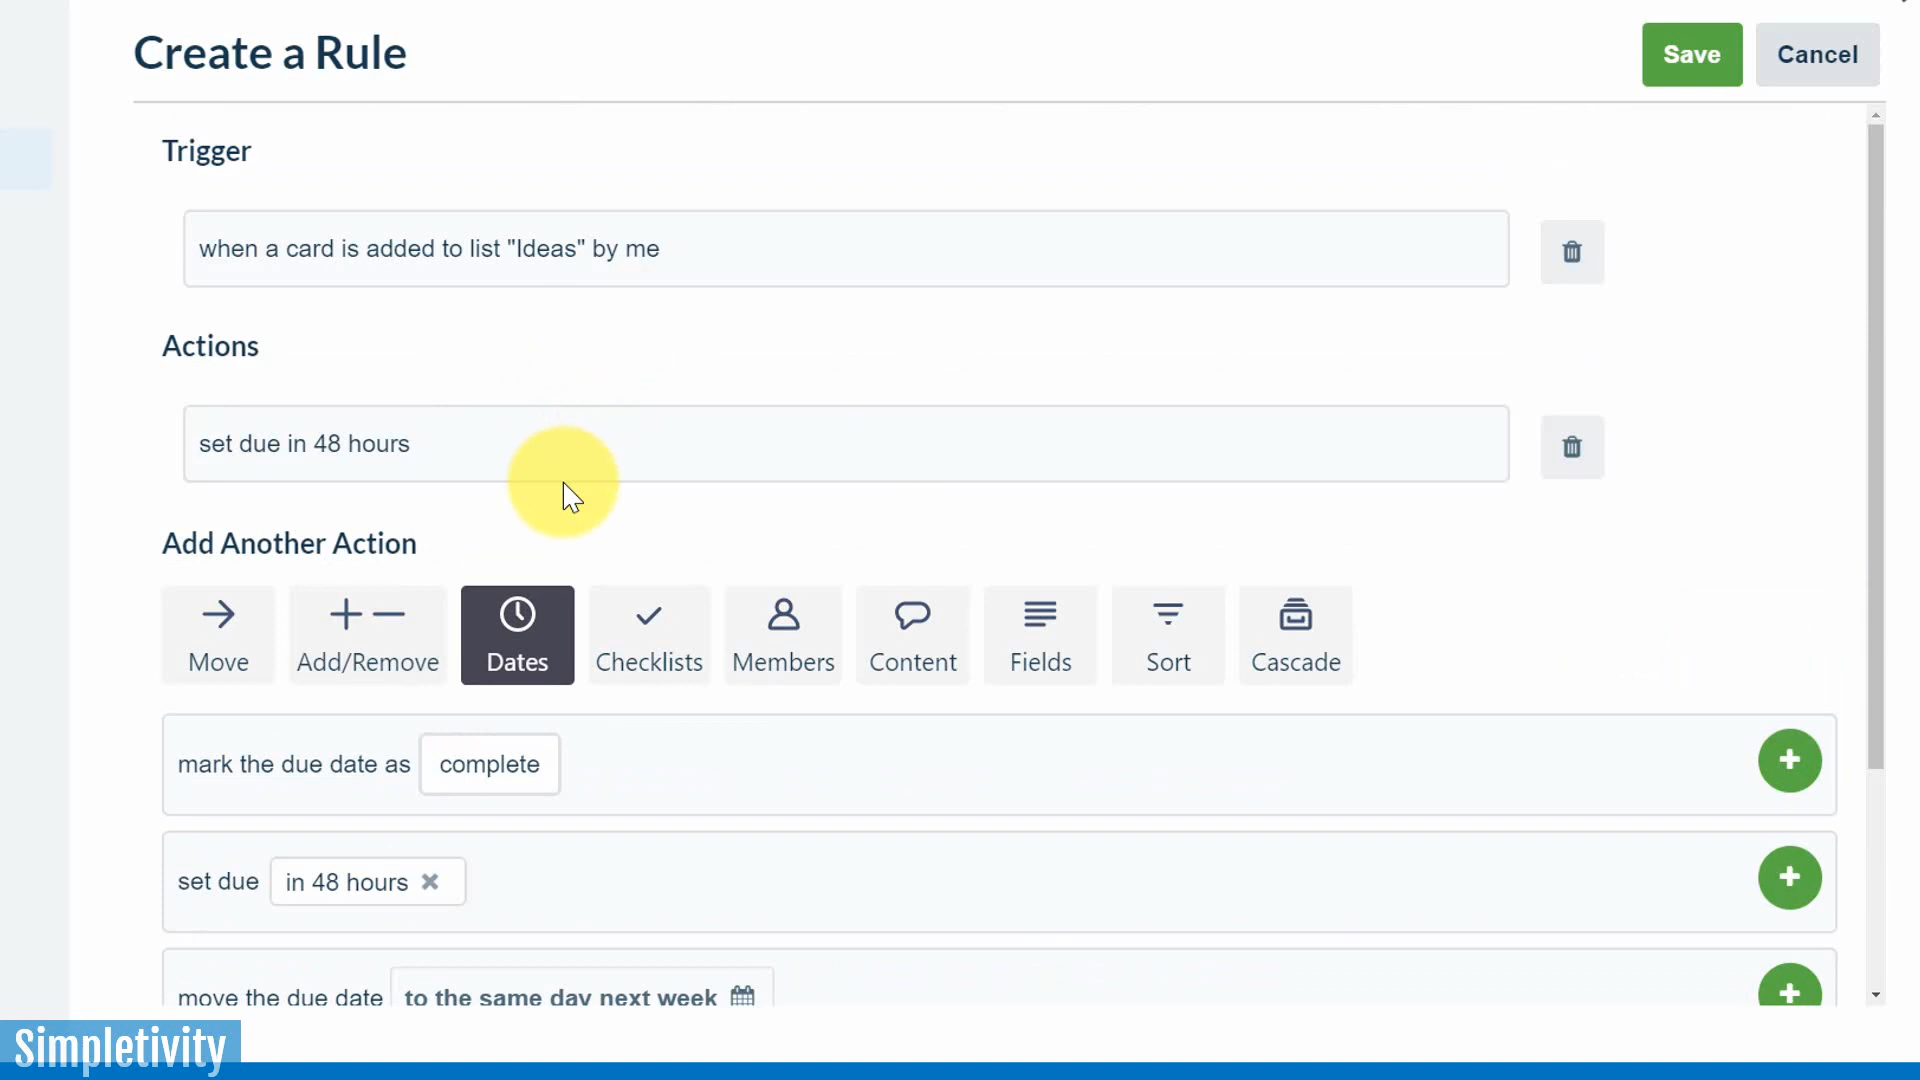 Create a Rule
Save
Cancel
Trigger
when a card is added to list "Ideas" by me
Actions
set due in 48 hours
Add Another Action
Move
Add/Remove
Dates
Checklists
Members
Content
Fields
Sort
Cascade
mark the due date as complete
set due in 48 hours
move the due date to the same day next week
Simpletivity